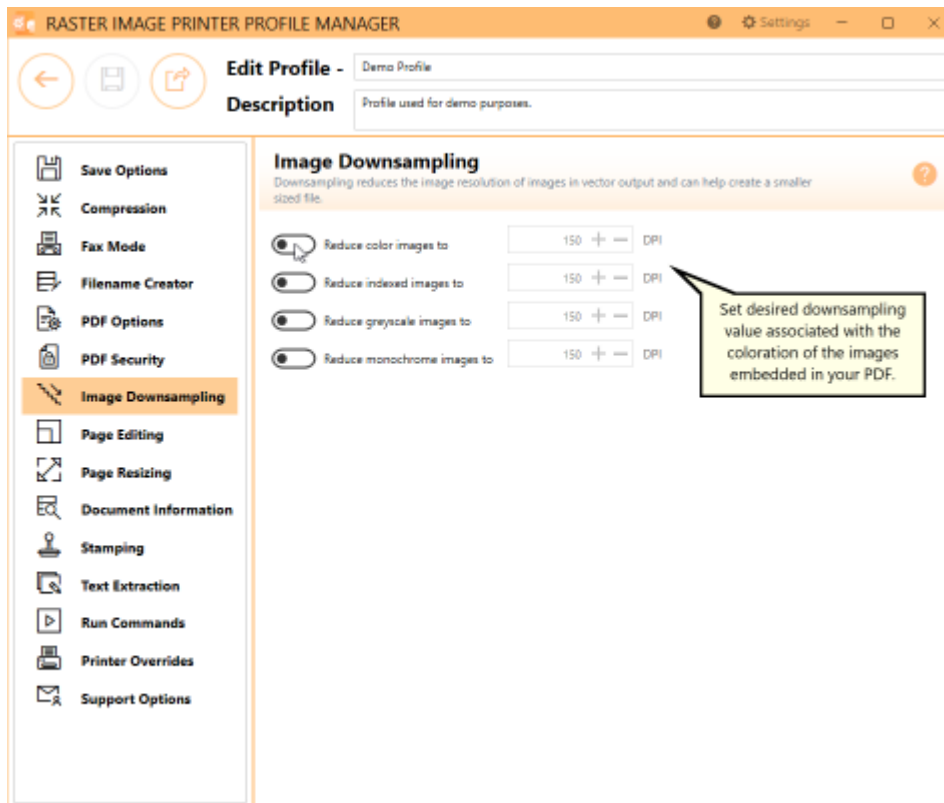 RASTER IMAGE PRINTER PROFILE MANAGER
Settings
Edit Profile - Demo Profile
Description Profile used for demo purposes.
Save Options
Compression
Fax Mode
Filename Creator
PDF Options
PDF Security
Image Downsampling
Page Editing
Page Resizing
Document Information
Stamping
Text Extraction
Run Commands
Printer Overrides
Support Options
Image Downsampling
Downsampling reduces the image resolution of images in vector output and can help create a smaller
sized file.
Reduce color images to 150 DPI
Reduce indexed images to 150 DPI
Reduce greyscale images to 150 DPI
Reduce monochrome images to 150 DPI
Set desired downsampling
value associated with the
coloration of the images
embedded in your PDF.